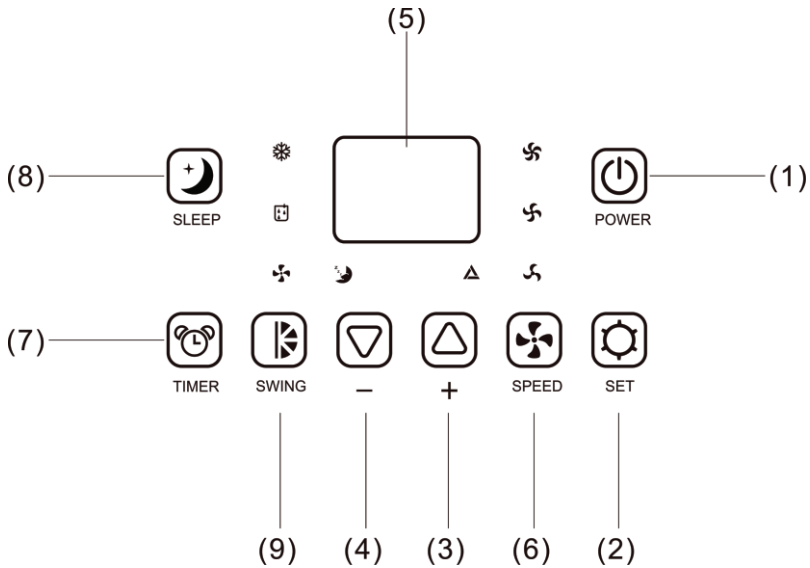 (5)
(8)
(1)
SLEEP
POWER
(7)
TIMER
SWING
−
+
SPEED
SET
(9)
(4)
(3)
(6)
(2)